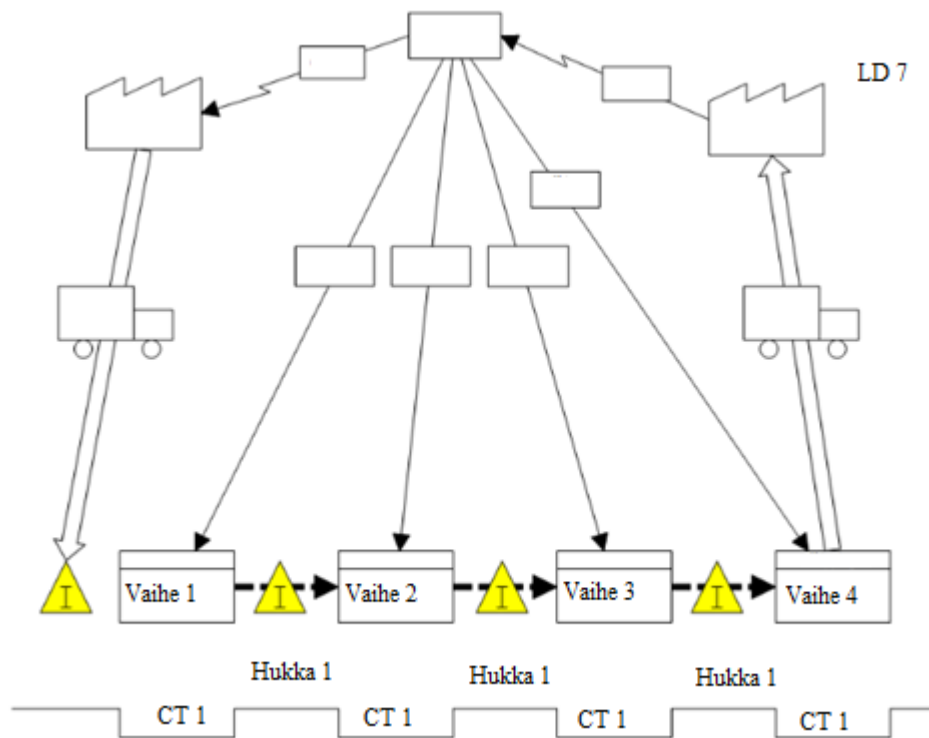 LD 7
I
Vaihe 1
I
Vaihe 2
I
Vaihe 3
I
Vaihe 4
Hukka 1
Hukka 1
Hukka 1
CT 1
CT 1
CT 1
CT 1